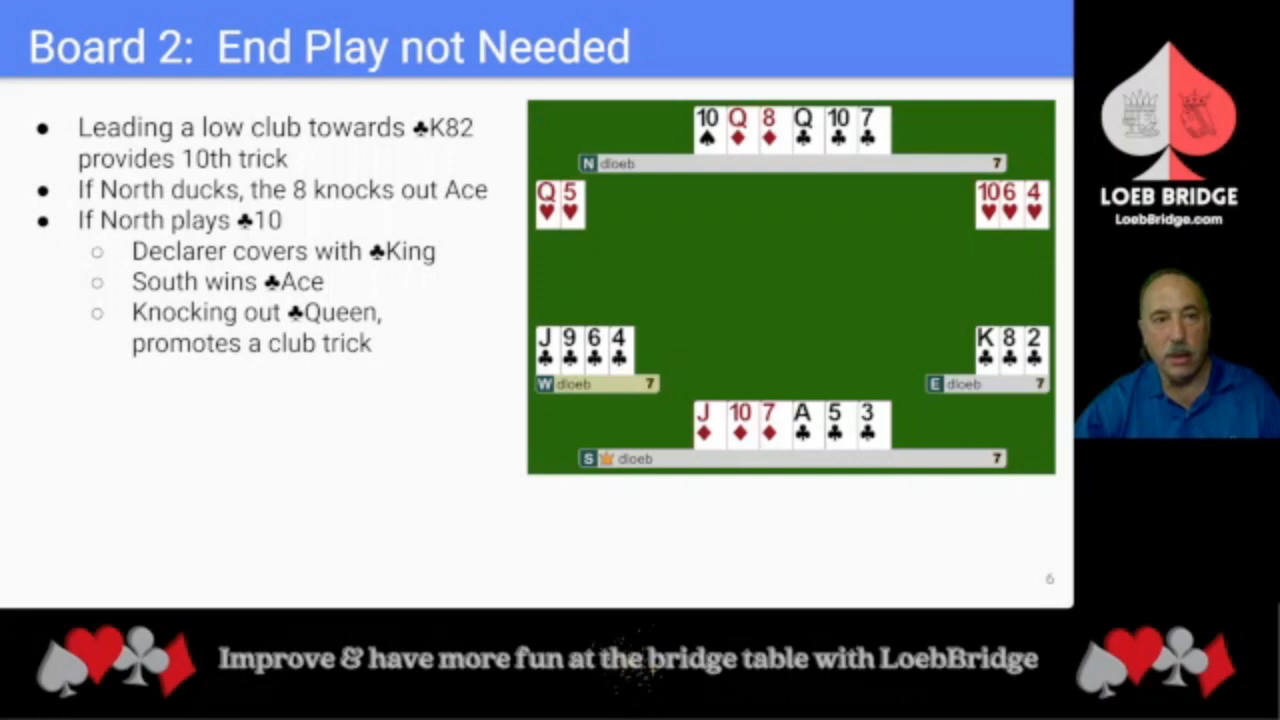 Board 2: End Play not Needed
● Leading a low club towards ♣K82
provides 10th trick
● If North ducks, the 8 knocks out Ace
● If North plays ♣10
○ Declarer covers with ♣King
○ South wins ♣Ace
○ Knocking out ♣Queen,
promotes a club trick
10♠ Q♦ 8♦ Q♣ 10♣ 7♣
N dloeb 7
Q♥ 5♥
10♥ 6♥ 4♥
J♣ 9♣ 6♣ 4♣
W dloeb 7
K♣ 8♣ 2♣
E dloeb 7
J♦ 10♦ 7♦ A♣ 5♣ 3♣
S dloeb 7
6
LOEB BRIDGE
LoebBridge.com
Improve & have more fun at the bridge table with LoebBridge